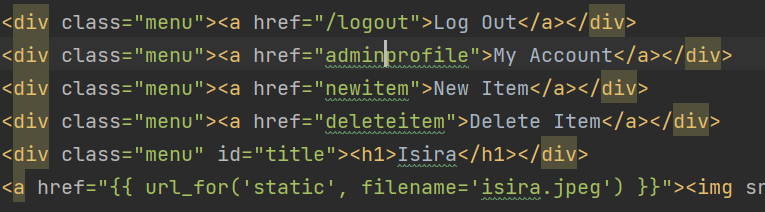 <div class="menu"><a href="/logout">Log Out</a></div>
<div class="menu"><a href="adminprofile">My Account</a></div>
<div class="menu"><a href="newitem">New Item</a></div>
<div class="menu"><a href="deleteitem">Delete Item</a></div>
<div class="menu" id="title"><h1>Isira</h1></div>
<a href="{{ url_for('static', filename='isira.jpeg') }}"><img